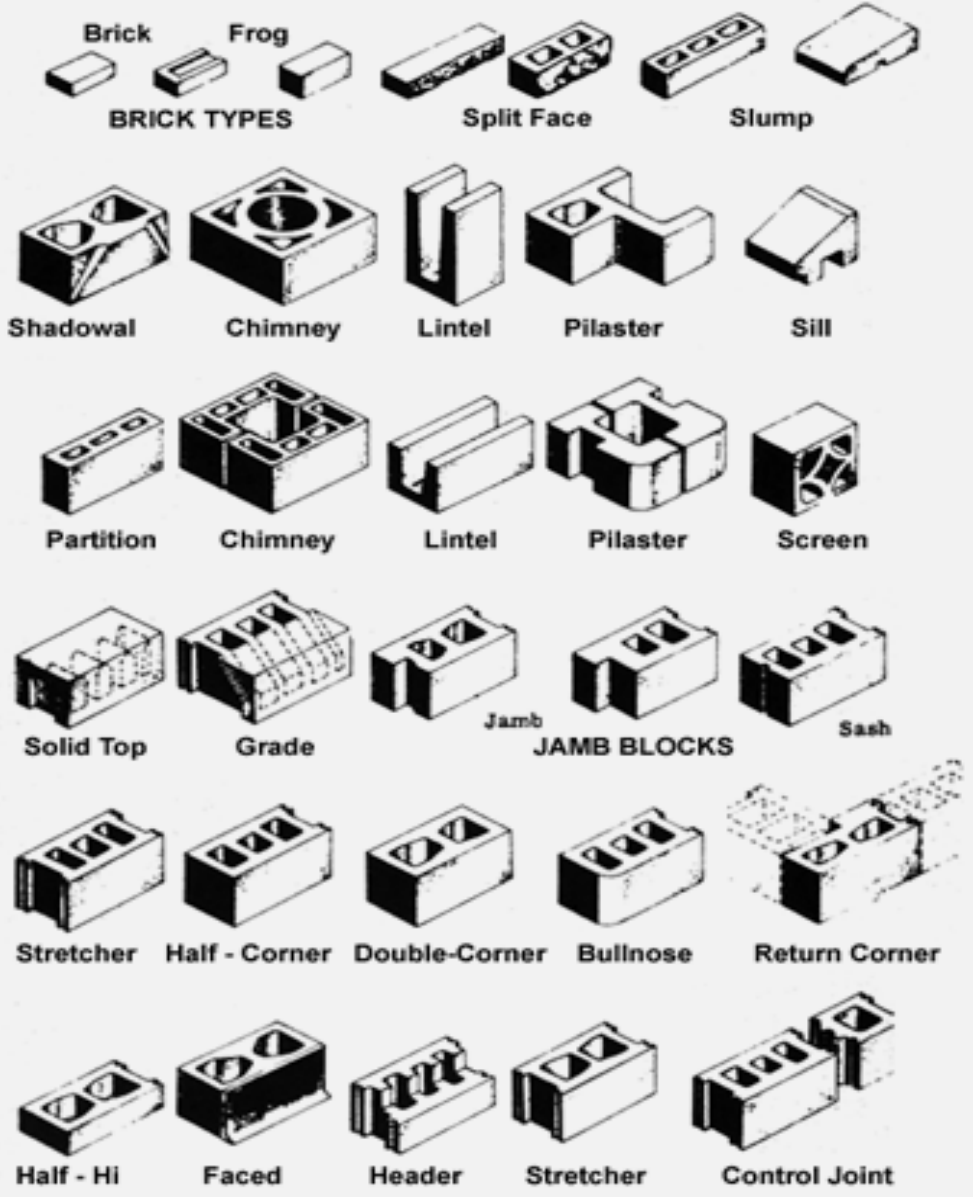 Brick Frog
BRICK TYPES Split Face Slump
Shadowal Chimney Lintel Pilaster Sill
Partition Chimney Lintel Pilaster Screen
Jamb Sash
Solid Top Grade JAMB BLOCKS
Stretcher Half - Corner Double-Corner Bullnose Return Corner
Half - Hi Faced Header Stretcher Control Joint